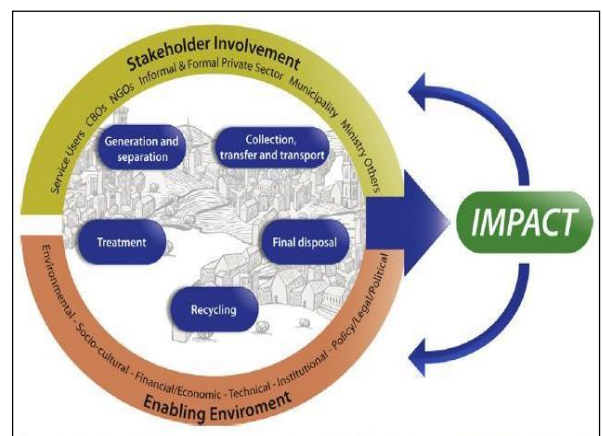 Stakeholder Involvement
Service Users CBOs NGOs Informal & Formal Private Sector Municipality Ministry Others
Generation and
separation
Collection,
transfer and transport
Treatment
Final disposal
Recycling
IMPACT
Environmental - Socio-cultural - Financial/Economic - Technical - Institutional - Policy/Legal/Political
Enabling Enviroment